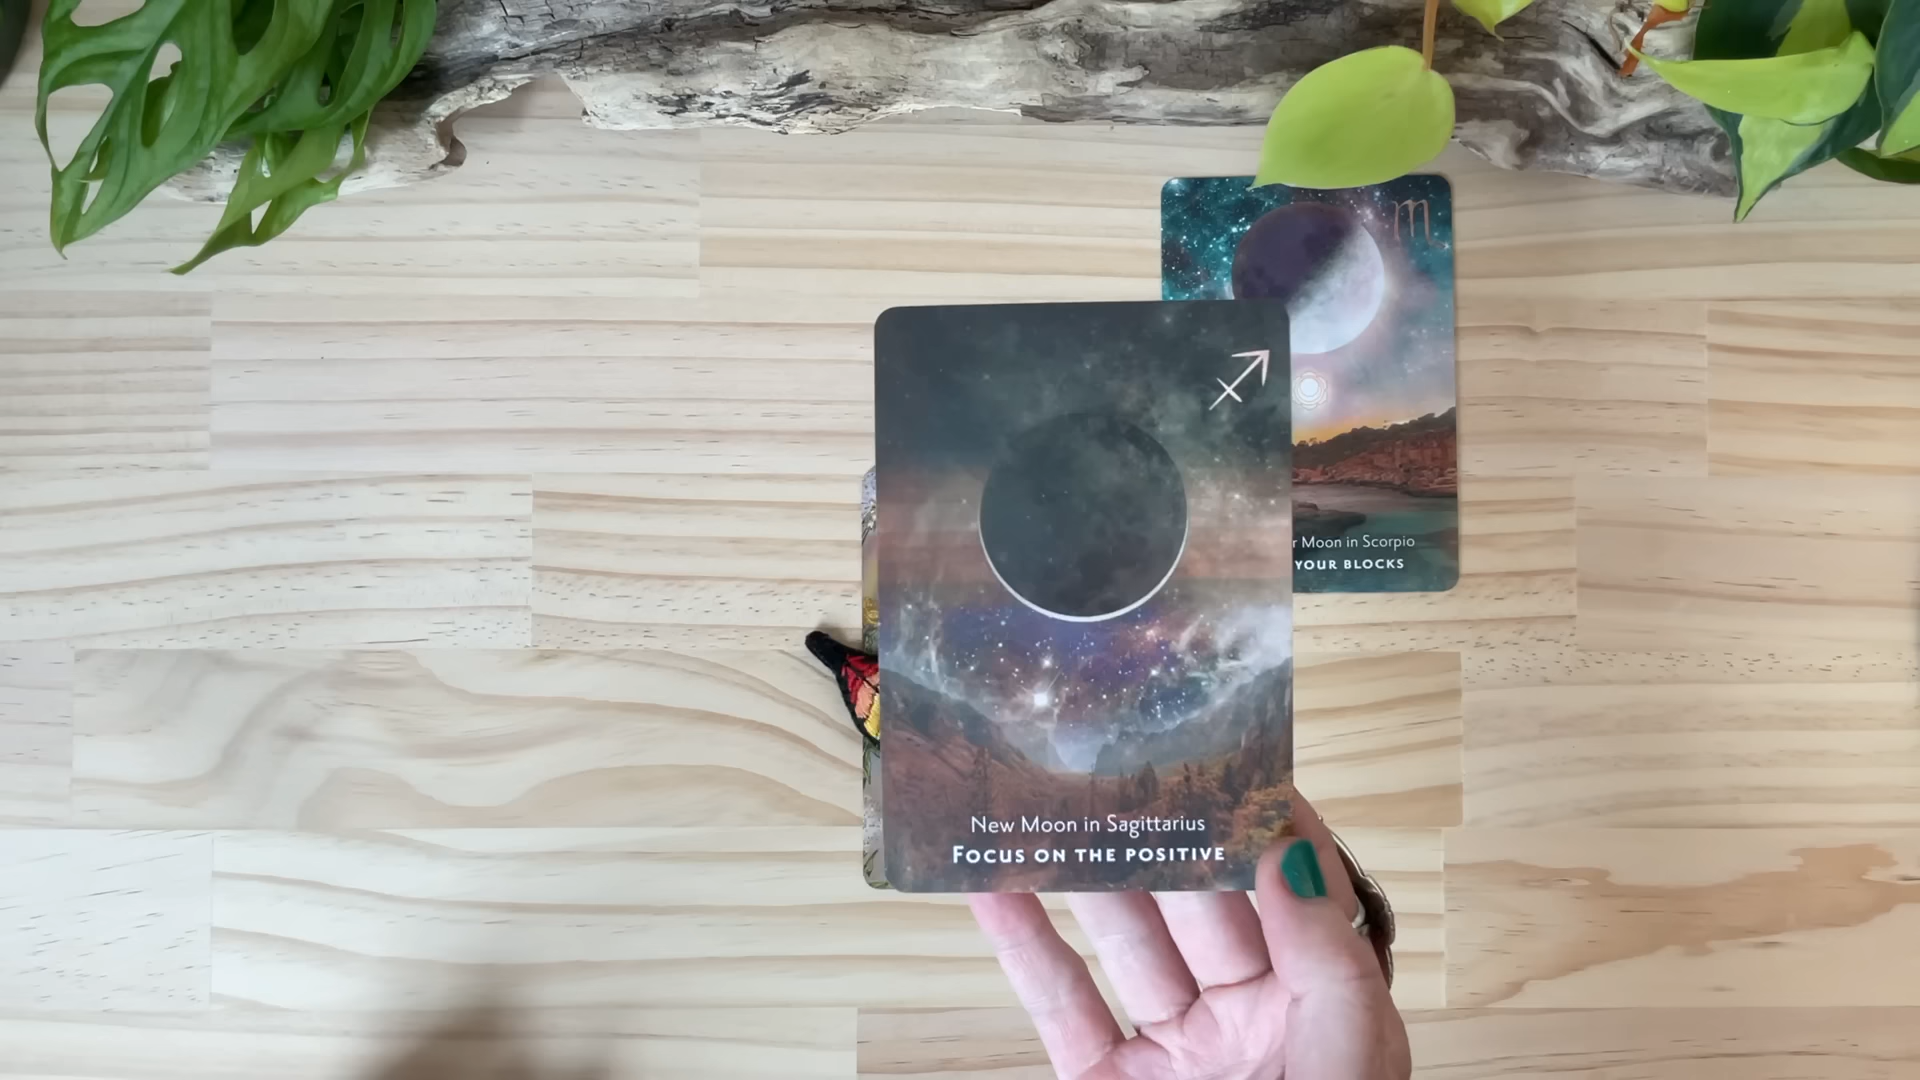 New Moon in Sagittarius
FOCUS ON THE POSITIVE
Moon in Scorpio
YOUR BLOCKS